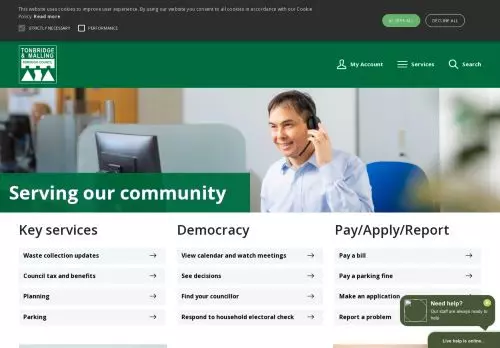 This website uses cookies to improve user experience. By using our website you consent to all cookies in accordance with our Cookie
Policy. Read more
STRICTLY NECESSARY
PERFORMANCE
ACCEPT ALL
DECLINE ALL
TONBRIDGE
& MALLING
BOROUGH COUNCIL
My Account
Services
Search
Serving our community
Key services
Waste collection updates
Council tax and benefits
Planning
Parking
Democracy
View calendar and watch meetings
See decisions
Find your councillor
Respond to household electoral check
Pay/Apply/Report
Pay a bill
Pay a parking fine
Make an application
Report a problem
Need help?
Our staff are always ready to
help
Live help is online...